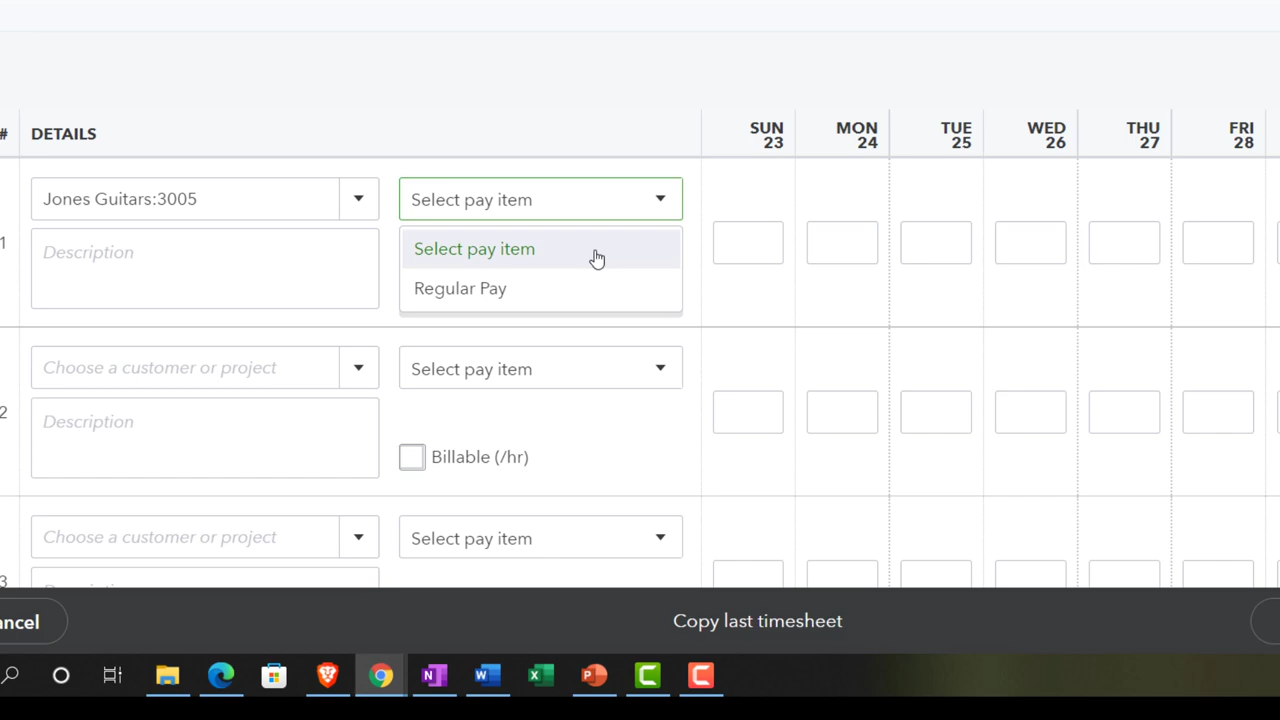 # DETAILS SUN MON TUE WED THU FRI
23 24 25 26 27 28
Jones Guitars:3005 Select pay item
1 Description Select pay item
Regular Pay
Choose a customer or project Select pay item
2 Description
Billable (/hr)
Choose a customer or project Select pay item
3
ancel Copy last timesheet